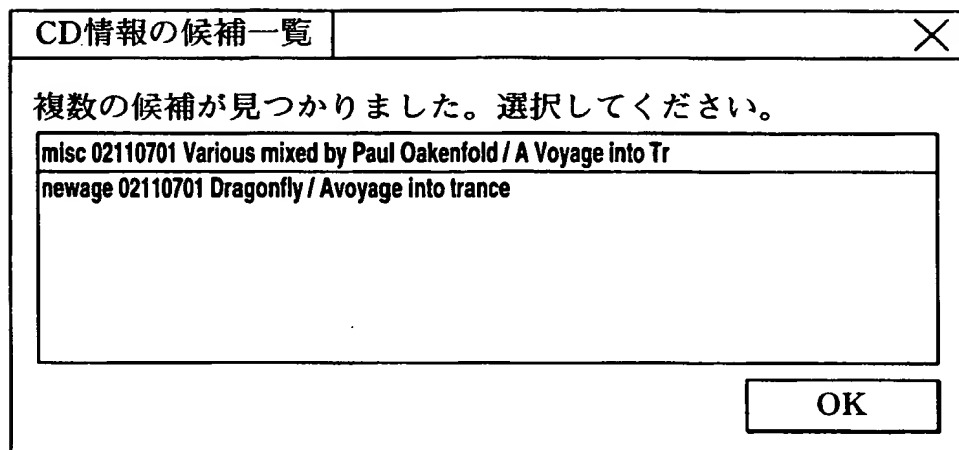 CD情報の候補一覧
複数の候補が見つかりました。選択してください。
misc 02110701 Various mixed by Paul Oakenfold / A Voyage into Tr
newage 02110701 Dragonfly / Avoyage into trance
OK